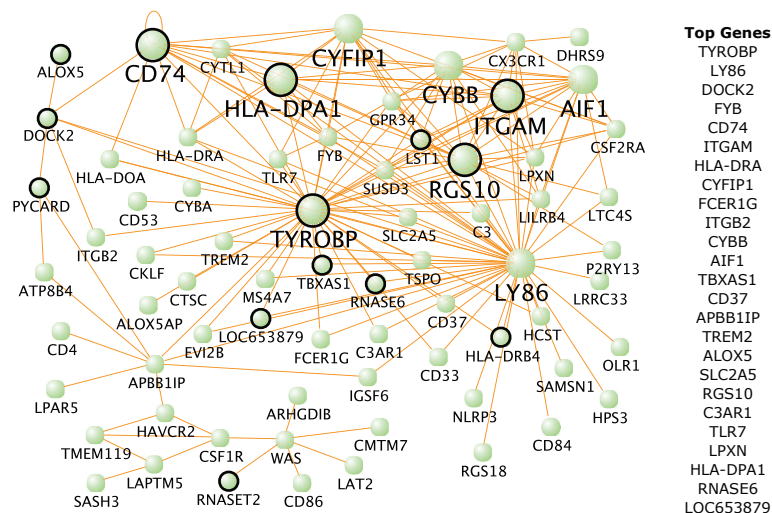 CYFIP1
CX3CR1
DHRS9
ALOX5
CD74
CYTL1
HLA-DPA1
CYBB
ITGAM
AIF1
GPR34
DOCK2
HLA-DRA
FYB
LST1
CSF2RA
HLA-DOA
TLR7
SUSD3
RGS10
LPXN
PYCARD
CD53
CYBA
TYROBP
SLC2A5
C3
LILRB4
LTC4S
ITGB2
CKLF
TREM2
TBXAS1
TSPO
P2RY13
ATP8B4
CTSC
MS4A7
RNASE6
LY86
LRRC33
ALOX5AP
LOC653879
CD37
HCST
CD4
EVI2B
FCER1G
C3AR1
HLA-DRB4
OLR1
APBB1IP
CD33
SAMSN1
LPAR5
IGSF6
ARHGDIB
NLRP3
HPS3
HAVCR2
TMEM119
CSF1R
WAS
CMTM7
CD84
LAPTM5
LAT2
RGS18
SASH3
RNASET2
CD86
Top Genes
TYROBP
LY86
DOCK2
FYB
CD74
ITGAM
HLA-DRA
CYFIP1
FCER1G
ITGB2
CYBB
AIF1
TBXAS1
CD37
APBB1IP
TREM2
ALOX5
SLC2A5
RGS10
C3AR1
TLR7
LPXN
HLA-DPA1
RNASE6
LOC653879